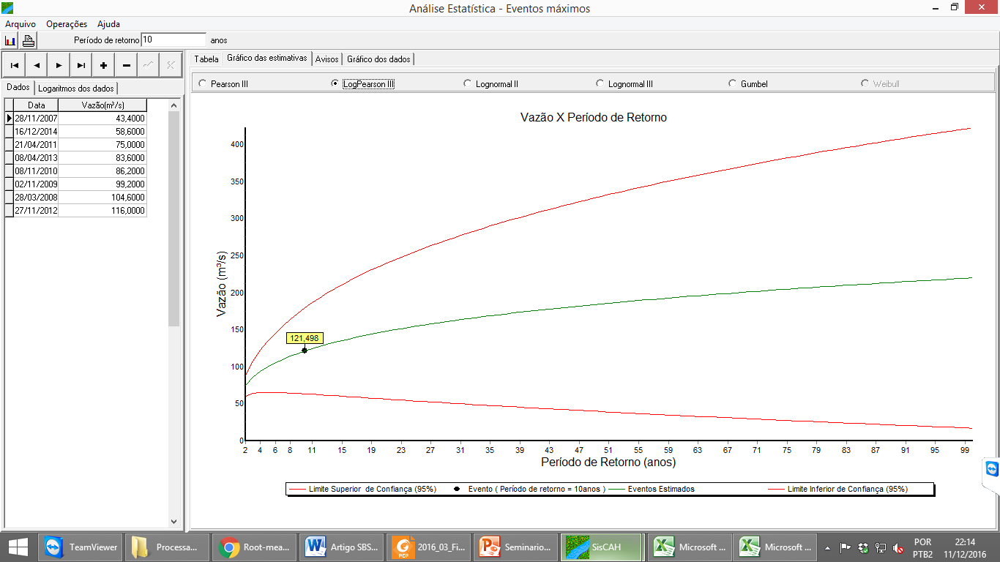 Análise Estatística - Eventos máximos
Arquivo Operações Ajuda
Período de retorno 10 anos
Tabela Gráfico das estimativas Avisos Gráfico dos dados
Pearson III LogPearson III Lognormal II Lognormal III Gumbel Weibull
Dados Logaritmos dos dados
Data Vazão(m³/s)
28/11/2007 43,4000
16/12/2014 58,6000
21/04/2011 75,0000
08/04/2013 83,6000
08/11/2010 86,2000
02/11/2009 99,2000
28/03/2008 104,6000
27/11/2012 116,0000
Vazão X Período de Retorno
Vazão (m³/s)
400
350
300
250
200
150
100
50
0
121,498
2 4 6 8 11 15 19 23 27 31 35 39 43 47 51 55 59 63 67 71 75 79 83 87 91 95 99
Período de Retorno (anos)
Limite Superior de Confiança (95%) Evento ( Período de retorno = 10anos ) Eventos Estimados Limite Inferior de Confiança (95%)
TeamViewer Processa... Root-mea... Artigo SBS... PDF 2016_03_Fi... Seminario... SisCAH Microsoft ... Microsoft ...
POR
PTB2
22:14
11/12/2016